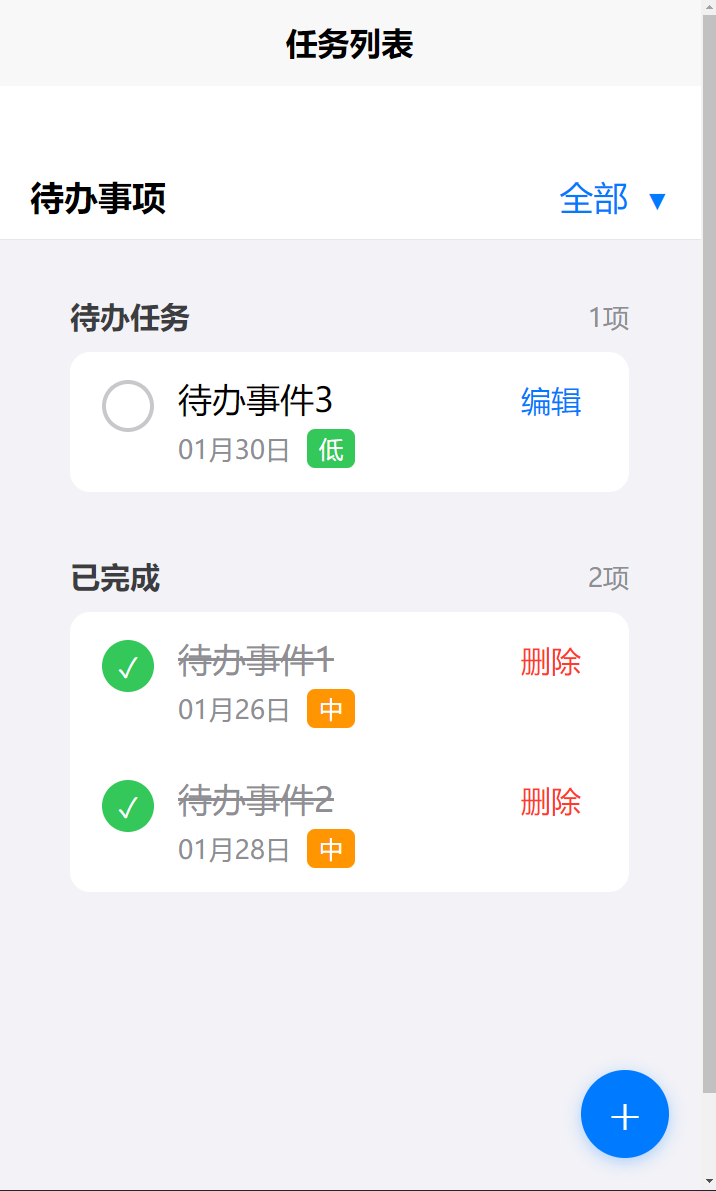 任务列表
待办事项 全部 ▼
待办任务 1项
待办事件3 编辑
01月30日 低
已完成 2项
✓ 待办事件1 删除
01月26日 中
✓ 待办事件2 删除
01月28日 中
+